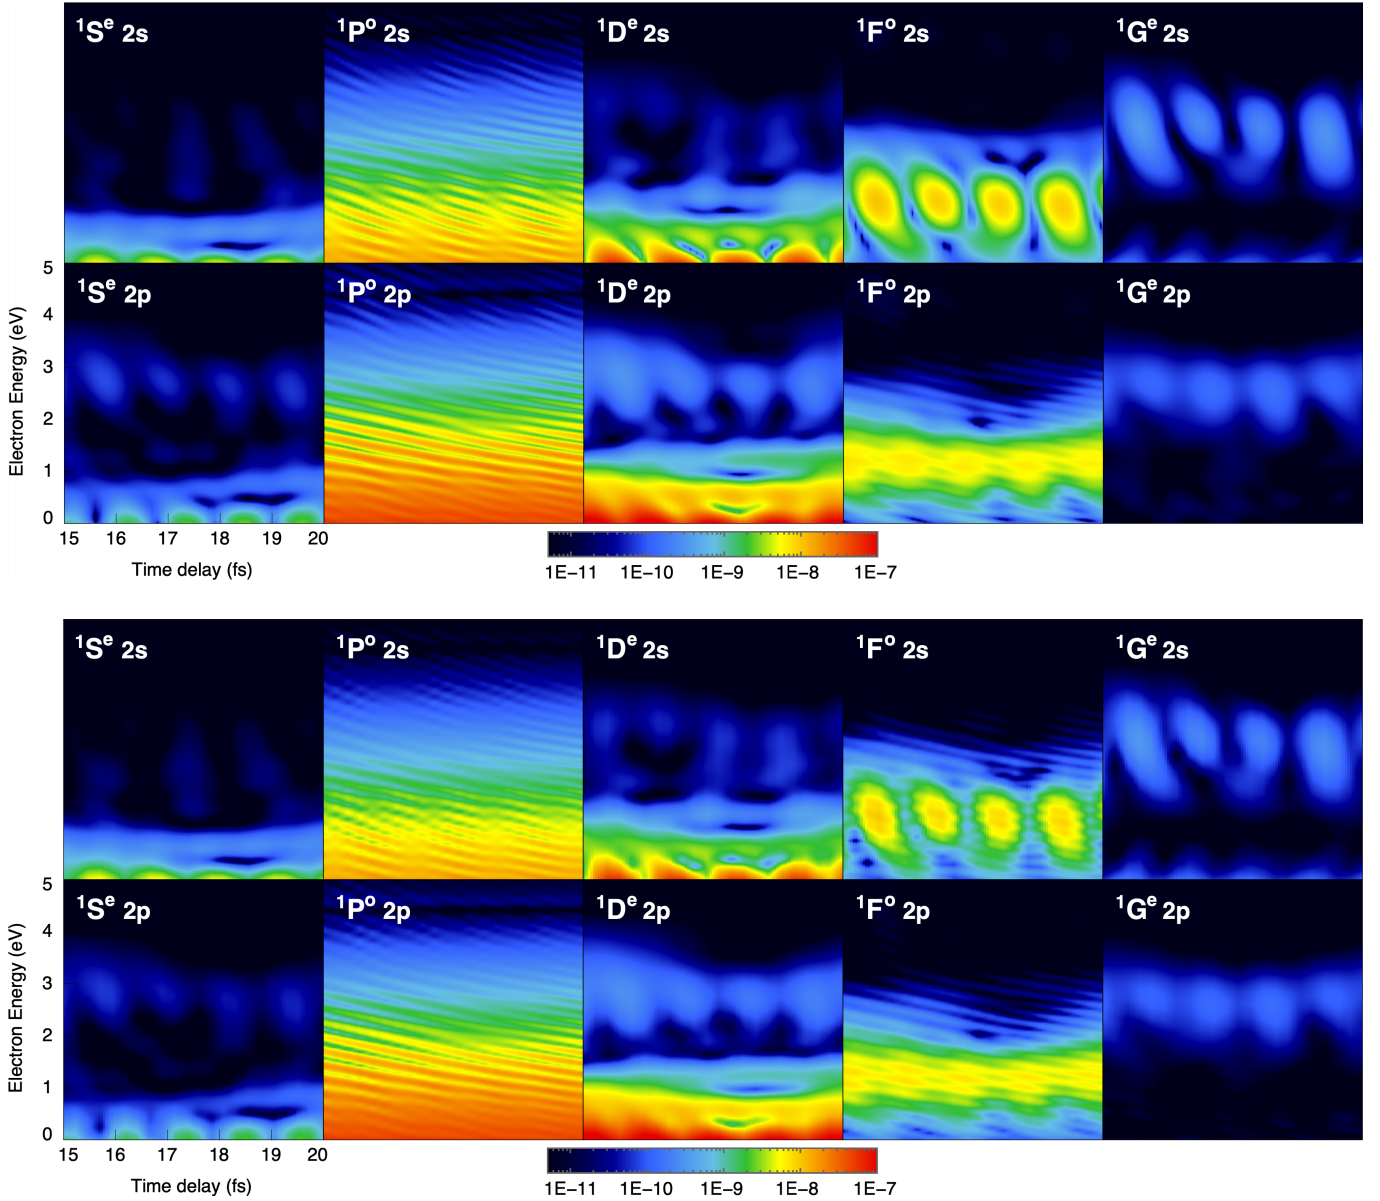 1Se 2s 1Po 2s 1De 2s 1Fo 2s 1Ge 2s
1Se 2p 1Po 2p 1De 2p 1Fo 2p 1Ge 2p
5
4
3
2
1
0
Electron Energy (eV)
15 16 17 18 19 20
Time delay (fs)
1E−11 1E−10 1E−9 1E−8 1E−7
1Se 2s 1Po 2s 1De 2s 1Fo 2s 1Ge 2s
1Se 2p 1Po 2p 1De 2p 1Fo 2p 1Ge 2p
5
4
3
2
1
0
Electron Energy (eV)
15 16 17 18 19 20
Time delay (fs)
1E−11 1E−10 1E−9 1E−8 1E−7